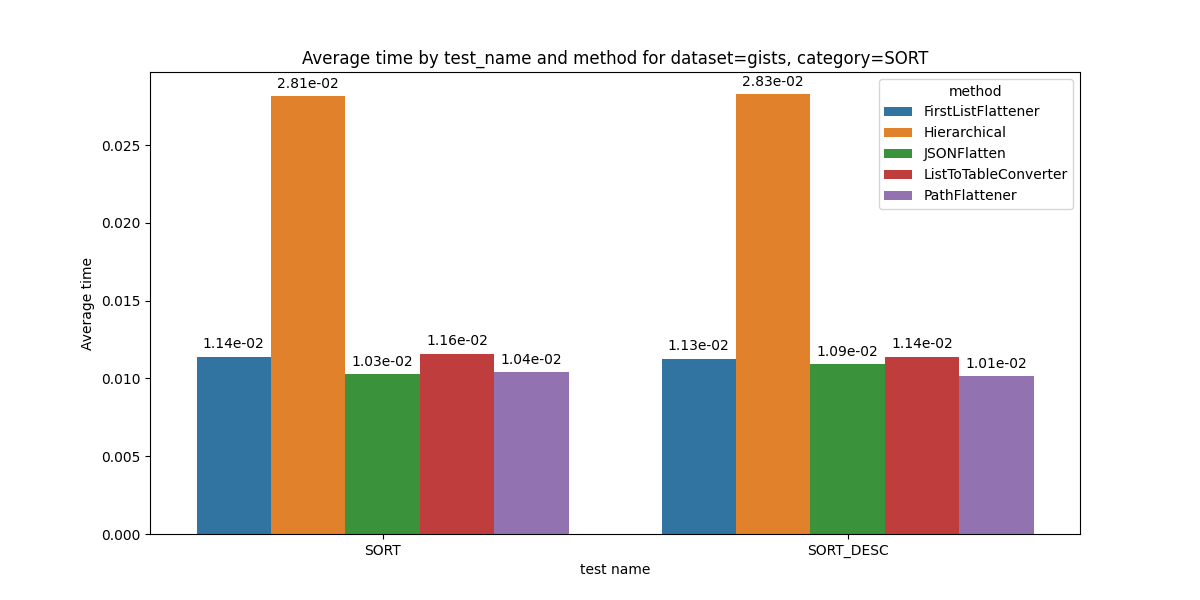 Average time by test_name and method for dataset=gists, category=SORT
2.81e-02
2.83e-02
method
FirstListFlattener
Hierarchical
JSONFlatten
ListToTableConverter
PathFlattener
0.025
0.020
0.015
0.010
0.005
0.000
Average time
1.14e-02
1.03e-02
1.16e-02
1.04e-02
1.13e-02
1.09e-02
1.14e-02
1.01e-02
SORT
SORT_DESC
test name